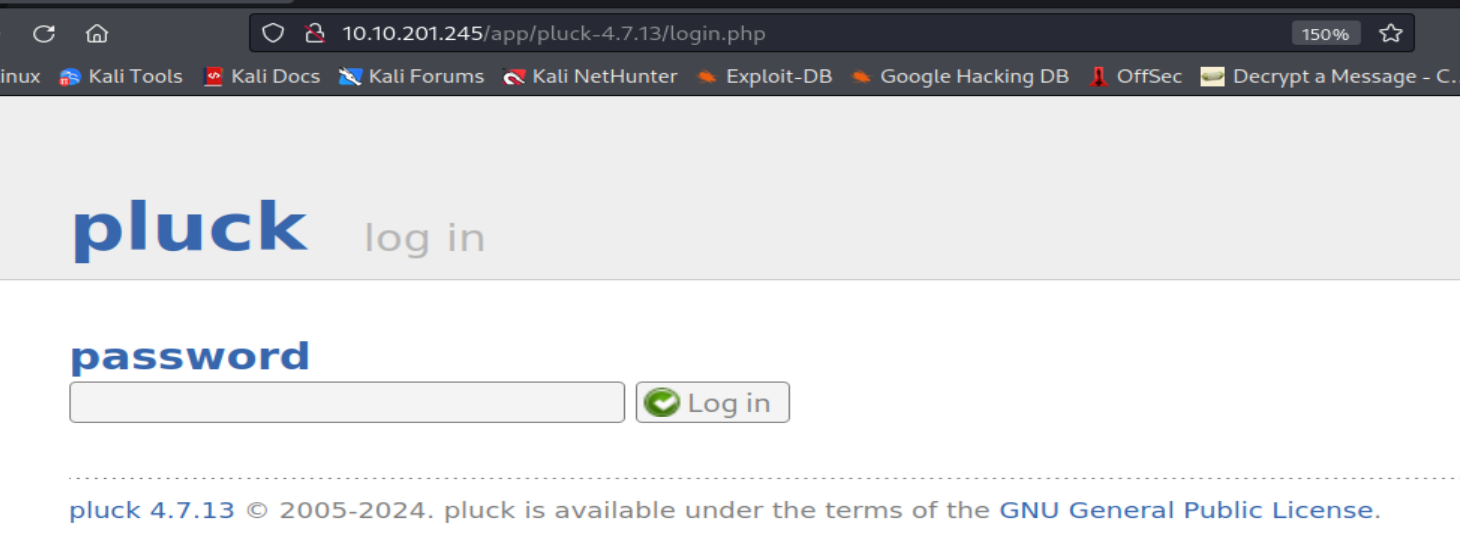 10.10.201.245/app/pluck-4.7.13/login.php 150%
inux Kali Tools Kali Docs Kali Forums Kali NetHunter Exploit-DB Google Hacking DB OffSec Decrypt a Message - C...
pluck log in
password
Log in
pluck 4.7.13 © 2005-2024. pluck is available under the terms of the GNU General Public License.